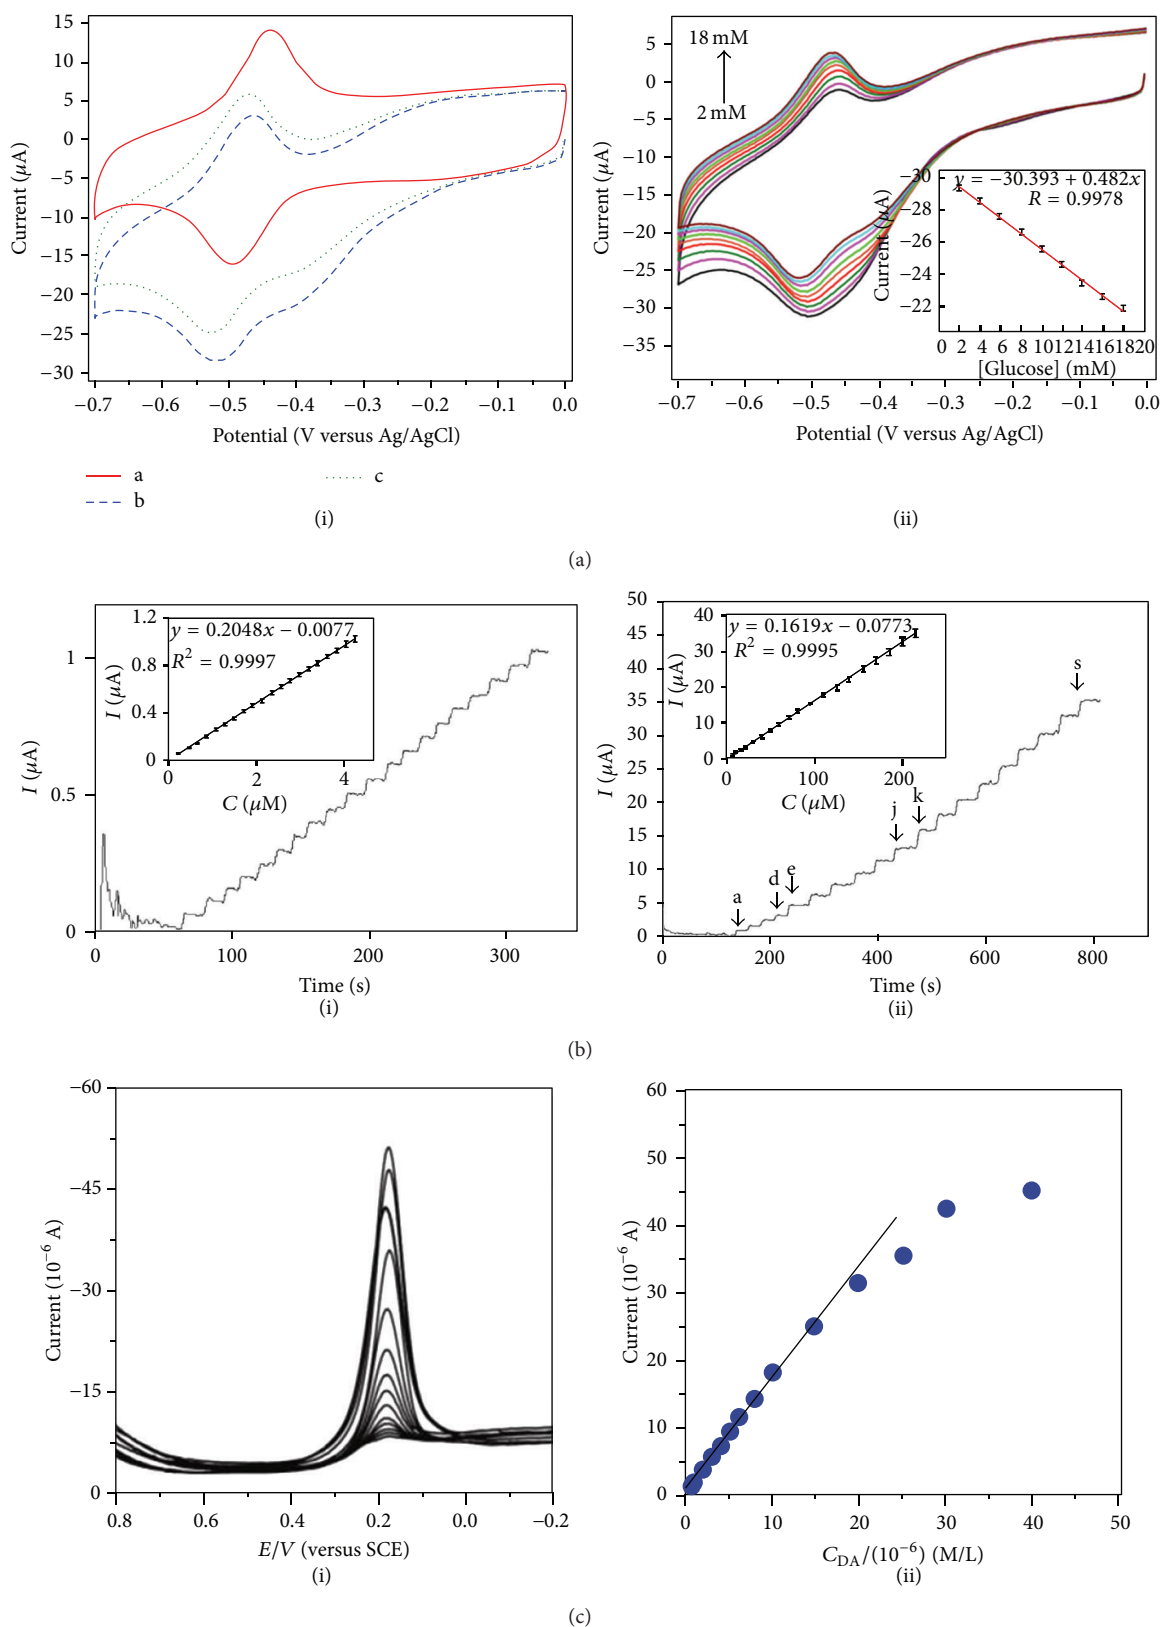 15
10
5
0
−5
−10
−15
−20
−25
−30
Current (μA)
−0.7 −0.6 −0.5 −0.4 −0.3 −0.2 −0.1 0.0
Potential (V versus Ag/AgCl)
a
b
c
(i)
5
0
−5
−10
−15
−20
−25
−30
−35
Current (μA)
18 mM
2 mM
−30
−28
−26
−24
−22
Current (μA)
y = −30.393 + 0.482x
R = 0.9978
0 2 4 6 8 10 12 14 16 18 20
[Glucose] (mM)
−0.7 −0.6 −0.5 −0.4 −0.3 −0.2 −0.1 0.0
Potential (V versus Ag/AgCl)
(ii)
(a)
1
0.5
0
I (μA)
1.2
0.8
0.4
0
I (μA)
y = 0.2048x − 0.0077
R² = 0.9997
0 2 4
C (μM)
0 100 200 300
Time (s)
(i)
50
45
40
35
30
25
20
15
10
5
0
I (μA)
40
30
20
10
0
I (μA)
y = 0.1619x − 0.0773
R² = 0.9995
0 100 200
C (μM)
a
d
e
j
k
s
0 200 400 600 800
Time (s)
(ii)
(b)
−60
−45
−30
−15
0
Current (10⁻⁶ A)
0.8 0.6 0.4 0.2 0.0 −0.2
E/V (versus SCE)
(i)
60
50
40
30
20
10
0
Current (10⁻⁶ A)
0 10 20 30 40 50
C_DA/(10⁻⁶) (M/L)
(ii)
(c)